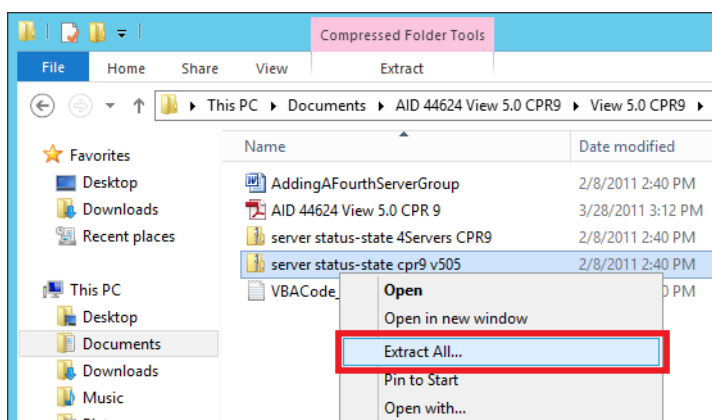 Compressed Folder Tools
File Home Share View Extract
This PC Documents AID 44624 View 5.0 CPR9 View 5.0 CPR9
Name Date modified
Favorites
Desktop
Downloads
Recent places
This PC
Desktop
Documents
Downloads
Music
AddingAFourthServerGroup 2/8/2011 2:40 PM
AID 44624 View 5.0 CPR 9 3/28/2011 3:12 PM
server status-state 4Servers CPR9 2/8/2011 2:40 PM
server status-state cpr9 v505 2/8/2011 2:40 PM
VBACode_ 0 PM
Open
Open in new window
Extract All...
Pin to Start
Open with...